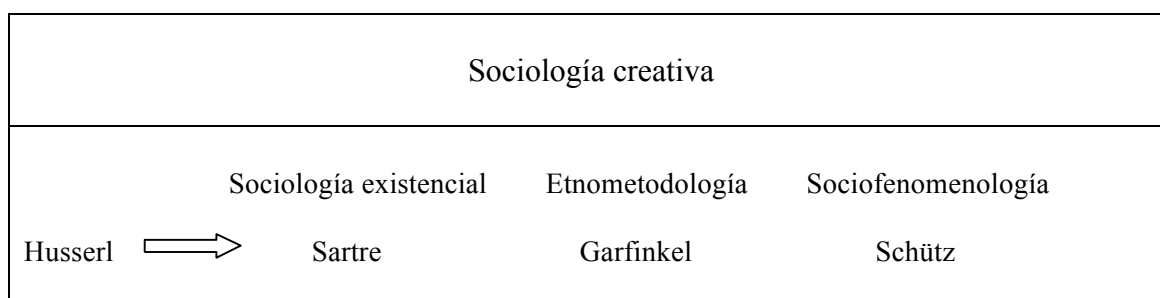 Sociología creativa
Sociología existencial Etnometodología Sociofenomenología
Husserl Sartre Garfinkel Schütz